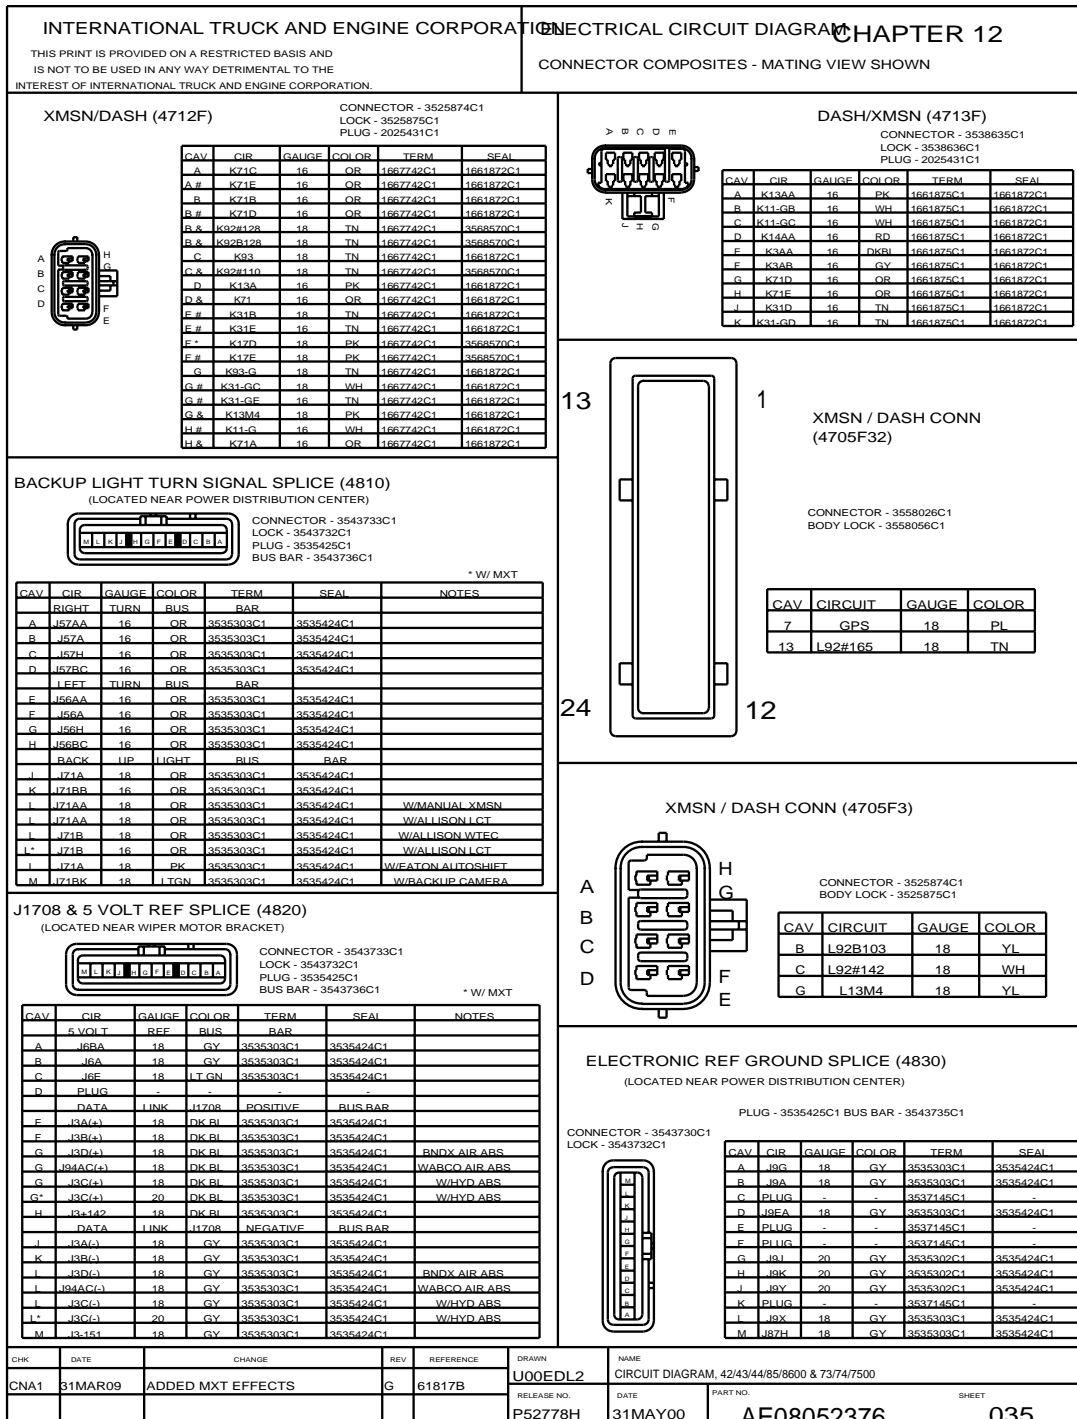 INTERNATIONAL TRUCK AND ENGINE CORPORATION
THIS PRINT IS PROVIDED ON A RESTRICTED BASIS AND
IS NOT TO BE USED IN ANY WAY DETRIMENTAL TO THE
INTEREST OF INTERNATIONAL TRUCK AND ENGINE CORPORATION.
ELECTRICAL CIRCUIT DIAGRAM
CHAPTER 12
CONNECTOR COMPOSITES - MATING VIEW SHOWN
XMSN/DASH (4712F)
CONNECTOR - 3525874C1
LOCK - 3525875C1
PLUG - 2025431C1
CAV CIR GAUGE COLOR TERM SEAL
A K71C 16 OR 1667742C1 1661872C1
A # K71E 16 OR 1667742C1 1661872C1
B K71B 16 OR 1667742C1 1661872C1
B # K71D 16 OR 1667742C1 1661872C1
B & K92#128 18 TN 1667742C1 3568570C1
B & K92B128 18 TN 1667742C1 3568570C1
C K93 18 TN 1667742C1 1661872C1
C & K92#110 18 TN 1667742C1 3568570C1
D K13A 16 PK 1667742C1 1661872C1
D & K71 16 OR 1667742C1 1661872C1
E # K31B 18 TN 1667742C1 1661872C1
E # K31E 16 TN 1667742C1 1661872C1
F * K17D 18 PK 1667742C1 3568570C1
F # K17E 18 PK 1667742C1 3568570C1
G K93-G 18 TN 1667742C1 1661872C1
G # K31-GC 18 WH 1667742C1 1661872C1
G # K31-GE 16 TN 1667742C1 1661872C1
G & K13M4 18 PK 1667742C1 1661872C1
H # K11-G 16 WH 1667742C1 1661872C1
H & K71A 16 OR 1667742C1 1661872C1
A
B
C
D
H
G
F
E
DASH/XMSN (4713F)
CONNECTOR - 3538635C1
LOCK - 3538636C1
PLUG - 2025431C1
A B C D E
K J H G F
CAV CIR GAUGE COLOR TERM SEAL
A K13AA 16 PK 1661875C1 1661872C1
B K11-GB 16 WH 1661875C1 1661872C1
C K11-GC 16 WH 1661875C1 1661872C1
D K14AA 16 RD 1661875C1 1661872C1
E K3AA 16 DKBL 1661875C1 1661872C1
F K3AB 16 GY 1661875C1 1661872C1
G K71D 16 OR 1661875C1 1661872C1
H K71E 16 OR 1661875C1 1661872C1
J K31D 16 TN 1661875C1 1661872C1
K K31-GD 16 TN 1661875C1 1661872C1
13
1
24
12
XMSN / DASH CONN
(4705F32)
CONNECTOR - 3558026C1
BODY LOCK - 3558056C1
CAV CIRCUIT GAUGE COLOR
7 GPS 18 PL
13 L92#165 18 TN
BACKUP LIGHT TURN SIGNAL SPLICE (4810)
(LOCATED NEAR POWER DISTRIBUTION CENTER)
M L K J H G F E D C B A
CONNECTOR - 3543733C1
LOCK - 3543732C1
PLUG - 3535425C1
BUS BAR - 3543736C1
* W/ MXT
CAV CIR GAUGE COLOR TERM SEAL NOTES
RIGHT TURN BUS BAR
A J57AA 16 OR 3535303C1 3535424C1
B J57A 16 OR 3535303C1 3535424C1
C J57H 16 OR 3535303C1 3535424C1
D J57BC 16 OR 3535303C1 3535424C1
LEFT TURN BUS BAR
E J56AA 16 OR 3535303C1 3535424C1
F J56A 16 OR 3535303C1 3535424C1
G J56H 16 OR 3535303C1 3535424C1
H J56BC 16 OR 3535303C1 3535424C1
BACK UP LIGHT BUS BAR
J J71A 18 OR 3535303C1 3535424C1
K J71BB 16 OR 3535303C1 3535424C1
L J71AA 18 OR 3535303C1 3535424C1 W/MANUAL XMSN
L J71AA 18 OR 3535303C1 3535424C1 W/ALLISON LCT
L J71B 18 OR 3535303C1 3535424C1 W/ALLISON WTEC
L* J71B 16 OR 3535303C1 3535424C1 W/ALLISON LCT
L J71A 18 PK 3535303C1 3535424C1 W/EATON AUTOSHIFT
M J71BK 18 LTGN 3535303C1 3535424C1 W/BACKUP CAMERA
XMSN / DASH CONN (4705F3)
A
B
C
D
H
G
F
E
CONNECTOR - 3525874C1
BODY LOCK - 3525875C1
CAV CIRCUIT GAUGE COLOR
B L92B103 18 YL
C L92#142 18 WH
G L13M4 18 YL
J1708 & 5 VOLT REF SPLICE (4820)
(LOCATED NEAR WIPER MOTOR BRACKET)
M L K J H G F E D C B A
CONNECTOR - 3543733C1
LOCK - 3543732C1
PLUG - 3535425C1
BUS BAR - 3543736C1
* W/ MXT
CAV CIR GAUGE COLOR TERM SEAL NOTES
5 VOLT REF BUS BAR
A J6BA 18 GY 3535303C1 3535424C1
B J6A 18 GY 3535303C1 3535424C1
C J6E 18 LT GN 3535303C1 3535424C1
D PLUG - - - -
DATA LINK J1708 POSITIVE BUS BAR
E J3A(+) 18 DK BL 3535303C1 3535424C1
F J3B(+) 18 DK BL 3535303C1 3535424C1
G J3D(+) 18 DK BL 3535303C1 3535424C1 BNDX AIR ABS
G J94AC(+) 18 DK BL 3535303C1 3535424C1 WABCO AIR ABS
G J3C(+) 18 DK BL 3535303C1 3535424C1 W/HYD ABS
G* J3C(+) 20 DK BL 3535303C1 3535424C1 W/HYD ABS
H J3+142 18 DK BL 3535303C1 3535424C1
DATA LINK J1708 NEGATIVE BUS BAR
J J3A(-) 18 GY 3535303C1 3535424C1
K J3B(-) 18 GY 3535303C1 3535424C1
L J3D(-) 18 GY 3535303C1 3535424C1 BNDX AIR ABS
L J94AC(-) 18 GY 3535303C1 3535424C1 WABCO AIR ABS
L J3C(-) 18 GY 3535303C1 3535424C1 W/HYD ABS
L* J3C(-) 20 GY 3535303C1 3535424C1 W/HYD ABS
M J3-151 18 GY 3535303C1 3535424C1
ELECTRONIC REF GROUND SPLICE (4830)
(LOCATED NEAR POWER DISTRIBUTION CENTER)
PLUG - 3535425C1 BUS BAR - 3543735C1
CONNECTOR - 3543730C1
LOCK - 3543732C1
M
L
K
J
H
G
F
E
D
C
B
A
CAV CIR GAUGE COLOR TERM SEAL
A J9G 18 GY 3535303C1 3535424C1
B J9A 18 GY 3535303C1 3535424C1
C PLUG - - 3537145C1 -
D J9EA 18 GY 3535303C1 3535424C1
E PLUG - - 3537145C1 -
F PLUG - - 3537145C1 -
G J9J 20 GY 3535302C1 3535424C1
H J9K 20 GY 3535302C1 3535424C1
J J9Y 20 GY 3535302C1 3535424C1
K PLUG - - 3537145C1 -
L J9X 18 GY 3535303C1 3535424C1
M J87H 18 GY 3535303C1 3535424C1
CHK DATE CHANGE REV REFERENCE
CNA1 31MAR09 ADDED MXT EFFECTS G 61817B
DRAWN
U00EDL2
NAME
CIRCUIT DIAGRAM, 42/43/44/85/8600 & 73/74/7500
RELEASE NO.
P52778H
DATE
31MAY00
PART NO.
AE08052376
SHEET
035